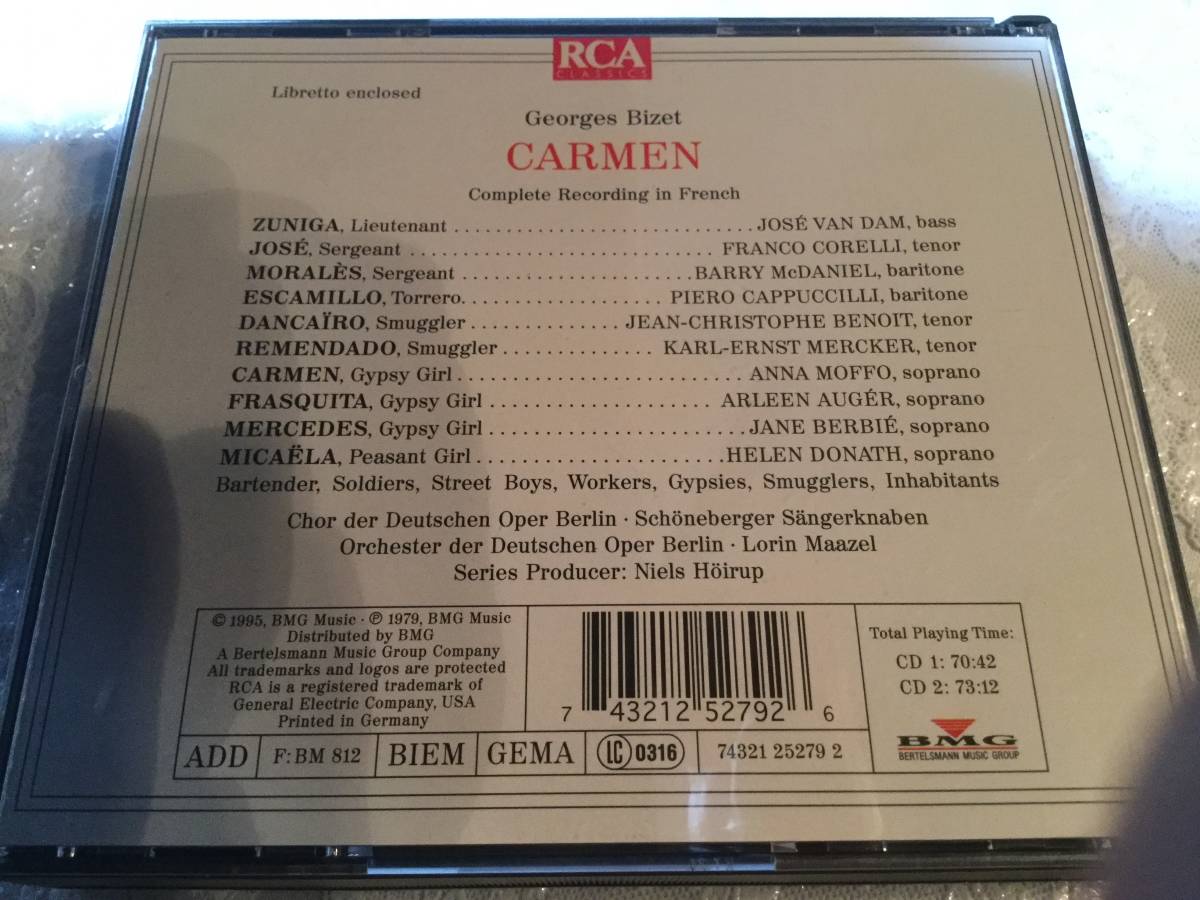 RCA
CLASSICS
Libretto enclosed
Georges Bizet
CARMEN
Complete Recording in French
ZUNIGA, Lieutenant ............................ JOSÉ VAN DAM, bass
JOSÉ, Sergeant ............................ FRANCO CORELLI, tenor
MORALÈS, Sergeant ..................... BARRY McDANIEL, baritone
ESCAMILLO, Torrero. .................. PIERO CAPPUCCILLI, baritone
DANCAÏRO, Smuggler .............. JEAN-CHRISTOPHE BENOIT, tenor
REMENDADO, Smuggler .............. KARL-ERNST MERCKER, tenor
CARMEN, Gypsy Girl .......................... ANNA MOFFO, soprano
FRASQUITA, Gypsy Girl ..................... ARLEEN AUGÉR, soprano
MERCEDES, Gypsy Girl ........................ JANE BERBIÉ, soprano
MICAËLA, Peasant Girl ....................... HELEN DONATH, soprano
Bartender, Soldiers, Street Boys, Workers, Gypsies, Smugglers, Inhabitants
Chor der Deutschen Oper Berlin · Schöneberger Sängerknaben
Orchester der Deutschen Oper Berlin · Lorin Maazel
Series Producer: Niels Höirup
© 1995, BMG Music · ℗ 1979, BMG Music
Distributed by BMG
A Bertelsmann Music Group Company
All trademarks and logos are protected
RCA is a registered trademark of
General Electric Company, USA
Printed in Germany
7 43212 52792 6
Total Playing Time:
CD 1: 70:42
CD 2: 73:12
BMG
BERTELSMANN MUSIC GROUP
ADD F: BM 812 BIEM GEMA LC 0316 74321 25279 2